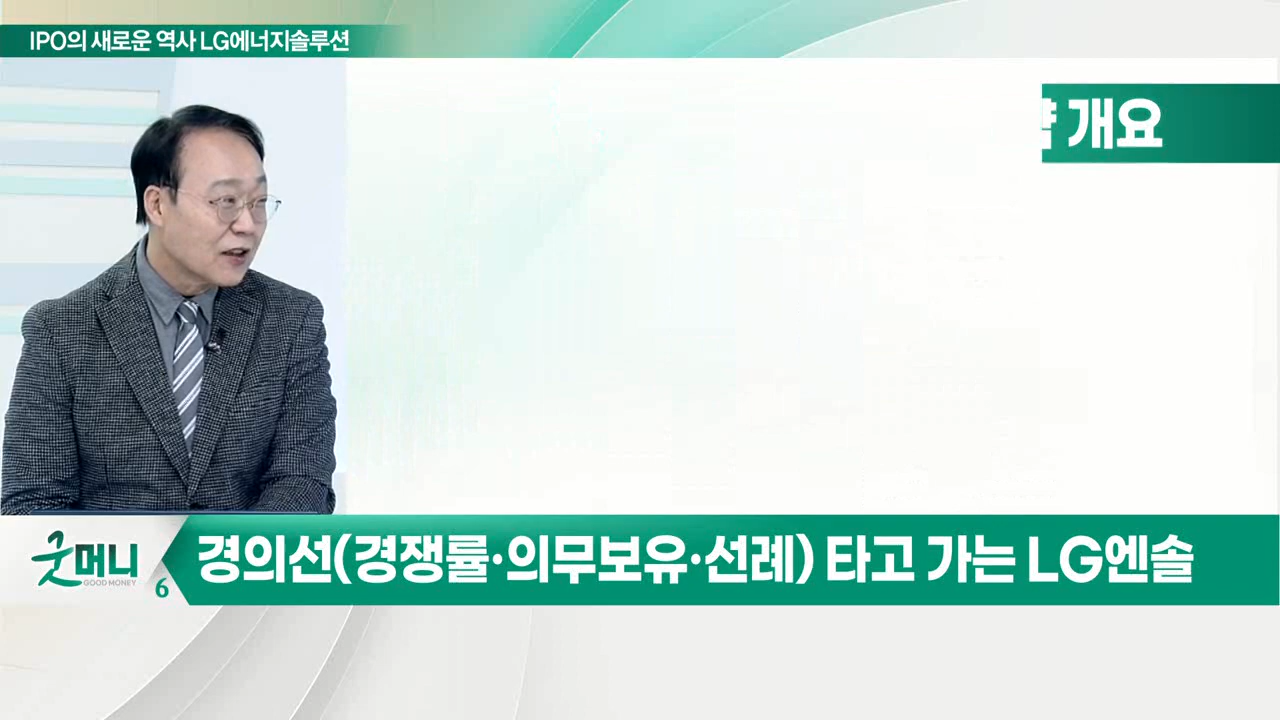 IPO의 새로운 역사 LG에너지솔루션
개요
굿머니
GOOD MONEY
6
경의선(경쟁률·의무보유·선례) 타고 가는 LG엔솔